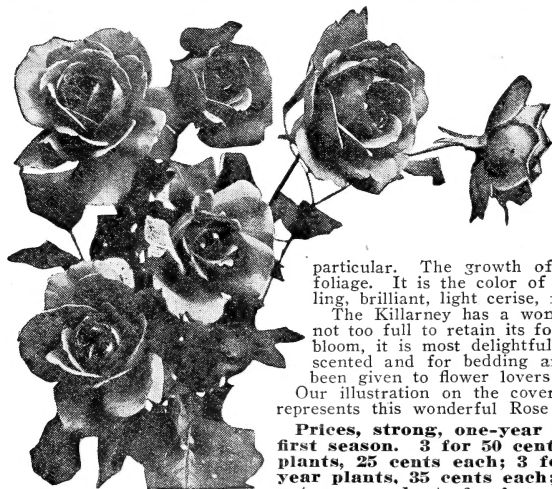 particular. The growth of
foliage. It is the color of
ling, brilliant, light cerise,
The Killarney has a won
not too full to retain its fo
bloom, it is most delightful
scented and for bedding a
been given to flower lovers
Our illustration on the cover
represents this wonderful Rose
Prices, strong, one-year
first season. 3 for 50 cent
plants, 25 cents each; 3 fo
year plants, 35 cents each;